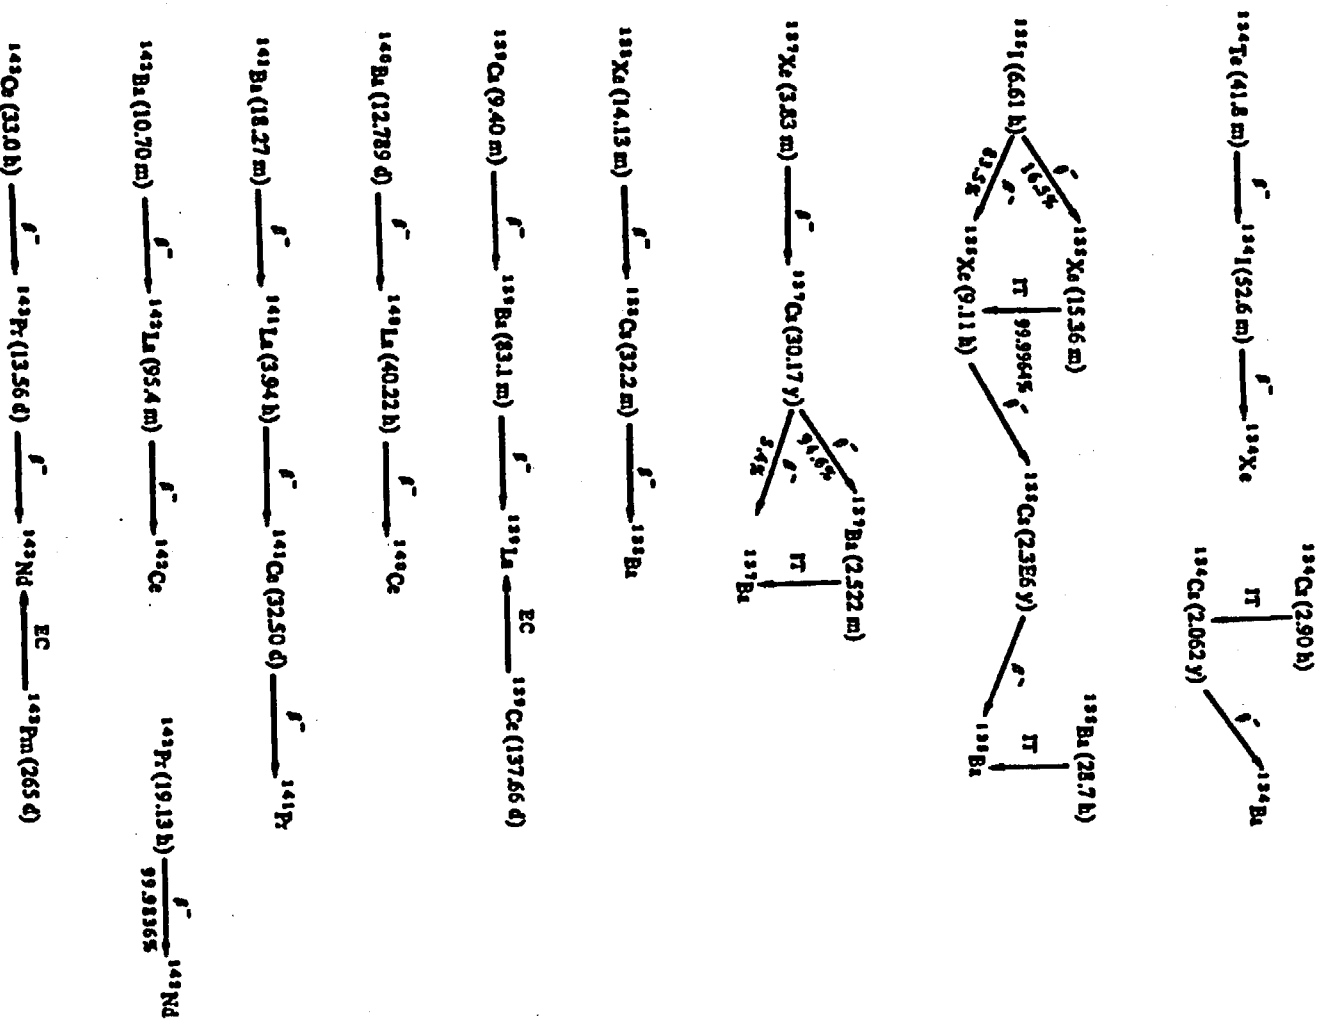 ¹³⁴Cs (2.90 h)
IT
¹³⁴Te (41.8 m) β⁻ ¹³⁴I (52.6 m) β⁻ ¹³⁴Xe
¹³⁴Cs (2.062 y) β⁻ ¹³⁴Ba
¹³⁵Xe (15.36 m) ¹³⁵Ba (28.7 h)
β⁻ 16.5% IT 99.9964% IT
¹³⁵I (6.61 h) β⁻ 83.5% ¹³⁵Xe (9.11 h) β⁻ ¹³⁵Cs (2.3E6 y) β⁻ ¹³⁵Ba
¹³⁷Ba (2.522 m)
β⁻ 94.6% IT
¹³⁷Xe (3.83 m) β⁻ ¹³⁷Cs (30.17 y) β⁻ 5.4% ¹³⁷Ba
¹³⁸Xe (14.13 m) β⁻ ¹³⁸Cs (32.2 m) β⁻ ¹³⁸Ba
¹³⁹Cs (9.40 m) β⁻ ¹³⁹Ba (83.1 m) β⁻ ¹³⁹La EC ¹³⁹Ce (137.66 d)
¹⁴⁰Ba (12.789 d) β⁻ ¹⁴⁰La (40.22 h) β⁻ ¹⁴⁰Ce
¹⁴¹Ba (18.27 m) β⁻ ¹⁴¹La (3.94 h) β⁻ ¹⁴¹Ce (32.50 d) β⁻ ¹⁴¹Pr
¹⁴²Ba (10.70 m) β⁻ ¹⁴²La (95.4 m) β⁻ ¹⁴²Ce ¹⁴²Pr (19.13 h) β⁻ 99.9836% ¹⁴²Nd
¹⁴³Ce (33.0 h) β⁻ ¹⁴³Pr (13.56 d) β⁻ ¹⁴³Nd EC ¹⁴³Pm (265 d)